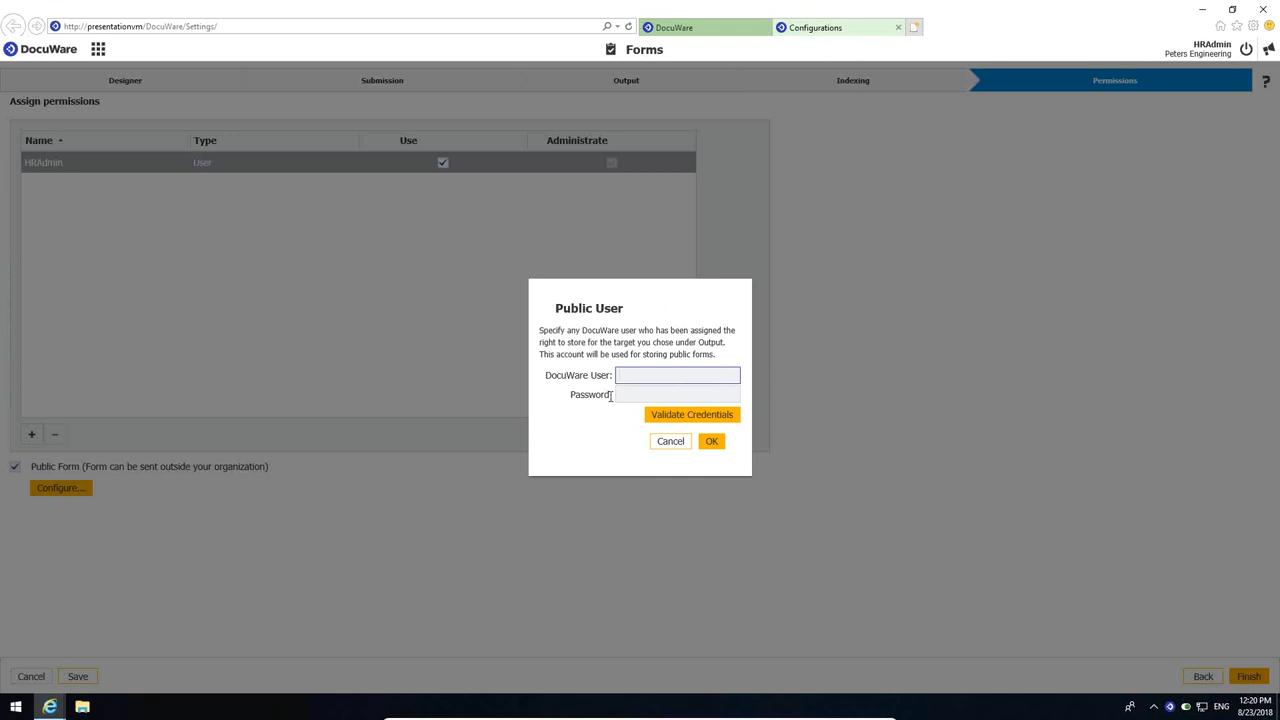 http://presentationvm/DocuWare/Settings/
DocuWare
Configurations
DocuWare
Forms
HRAdmin
Peters Engineering
Designer
Submission
Output
Indexing
Permissions
?
Assign permissions
Name
Type
Use
Administrate
HRAdmin
User
Public User
Specify any DocuWare user who has been assigned the
right to store for the target you chose under Output.
This account will be used for storing public forms.
DocuWare User:
Password:
Validate Credentials
Cancel
OK
+
-
Public Form (Form can be sent outside your organization)
Configure...
Cancel
Save
Back
Finish
ENG
12:20 PM
8/23/2018